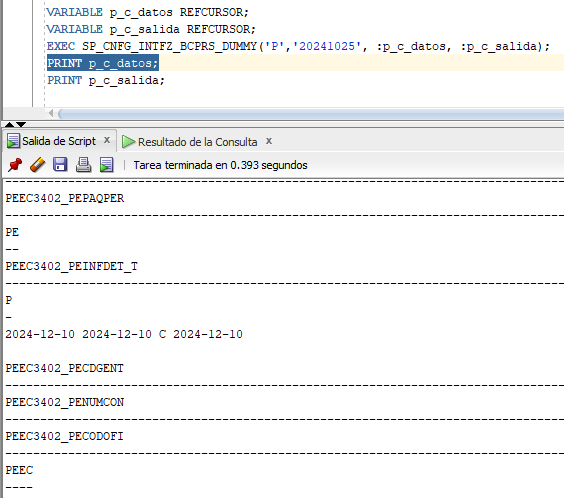 VARIABLE p_c_datos REFCURSOR;
VARIABLE p_c_salida REFCURSOR;
EXEC SP_CNFG_INTFZ_BCPRS_DUMMY('P','20241025', :p_c_datos, :p_c_salida);
PRINT p_c_datos;
PRINT p_c_salida;
Salida de Script x Resultado de la Consulta x
Tarea terminada en 0.393 segundos
--------------------------------------------------------------------------------
PEEC3402_PEPAQPER
--------------------------------------------------------------------------------
PE
--
PEEC3402_PEINFDET_T
--------------------------------------------------------------------------------
P
-
2024-12-10 2024-12-10 C 2024-12-10
PEEC3402_PECDGENT
--------------------------------------------------------------------------------
PEEC3402_PENUMCON
--------------------------------------------------------------------------------
PEEC3402_PECODOFI
--------------------------------------------------------------------------------
PEEC
----